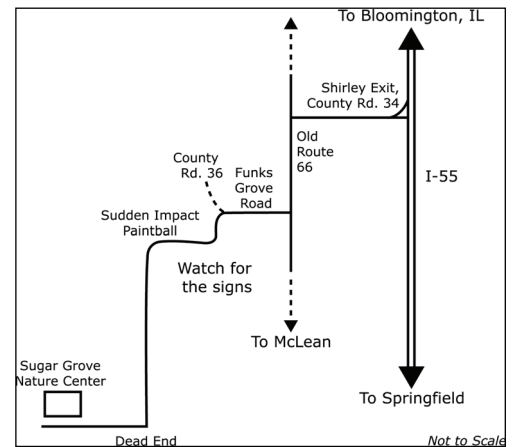 To Bloomington, IL
Shirley Exit,
County Rd. 34
Old
Route
66
I-55
County
Rd. 36
Funks
Grove
Road
Sudden Impact
Paintball
Watch for
the signs
To McLean
Sugar Grove
Nature Center
To Springfield
Dead End
Not to Scale